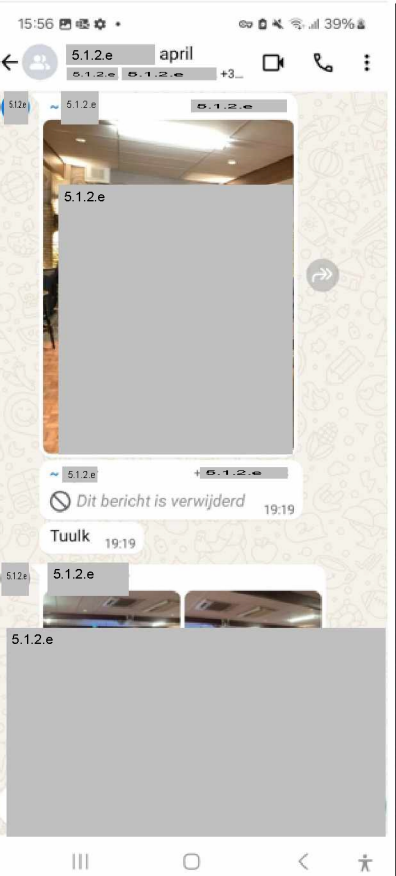 15:56 39%
5.1.2.e april
5.1.2.e 5.1.2.e +3...
5.1.2e ~ 5.1.2.e 5.1.2.e
5.1.2.e
~ 5.1.2.e +5.1.2.e
Dit bericht is verwijderd 19:19
Tuulk 19:19
5.1.2e 5.1.2.e
5.1.2.e